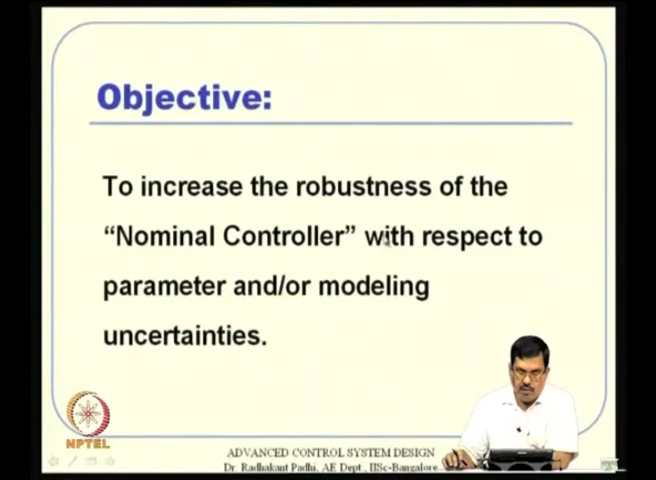 Objective:
To increase the robustness of the
“Nominal Controller” with respect to
parameter and/or modeling
uncertainties.
NPTEL
ADVANCED CONTROL SYSTEM DESIGN
Dr. Radhakant Padhi, AE Dept., IISc-Bangalore